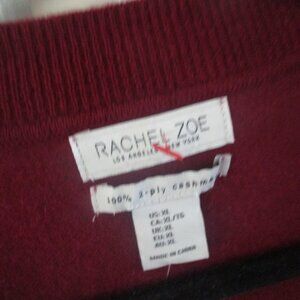 RACHEL ZOE
LOS ANGELES NEW YORK
100% 2-ply cashme
US: XL
CA: XL/TG
UK: XL
EU: XL
AU: XL
MADE IN CHINA